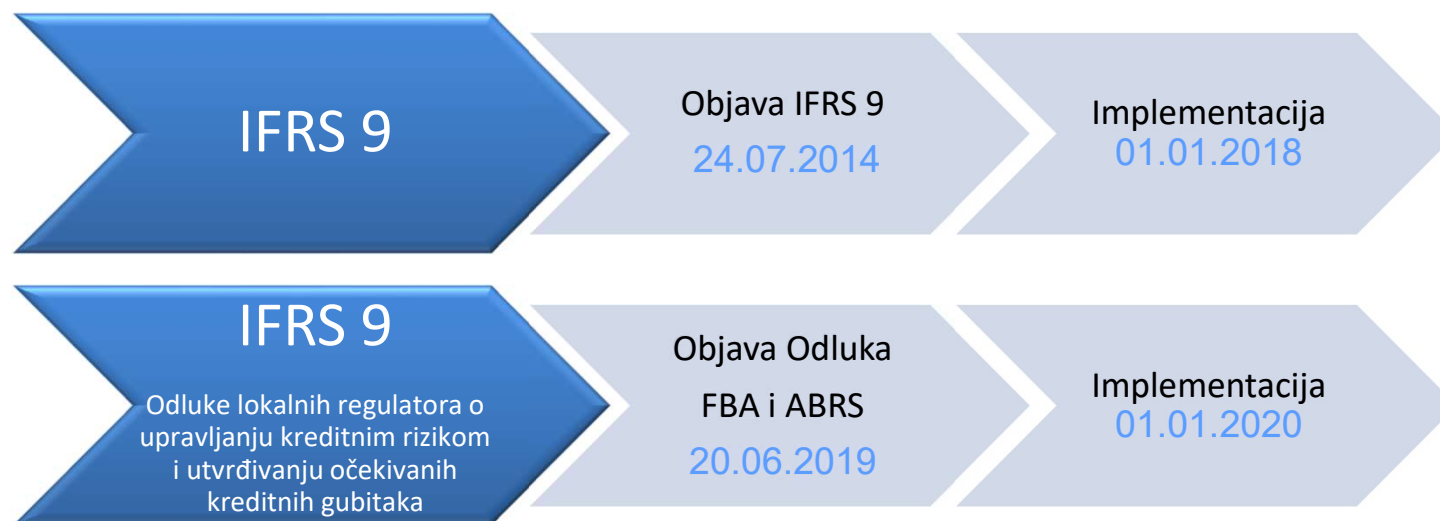 IFRS 9
Objava IFRS 9
24.07.2014
Implementacija
01.01.2018
IFRS 9
Odluke lokalnih regulatora o
upravljanju kreditnim rizikom
i utvrđivanju očekivanih
kreditnih gubitaka
Objava Odluka
FBA i ABRS
20.06.2019
Implementacija
01.01.2020